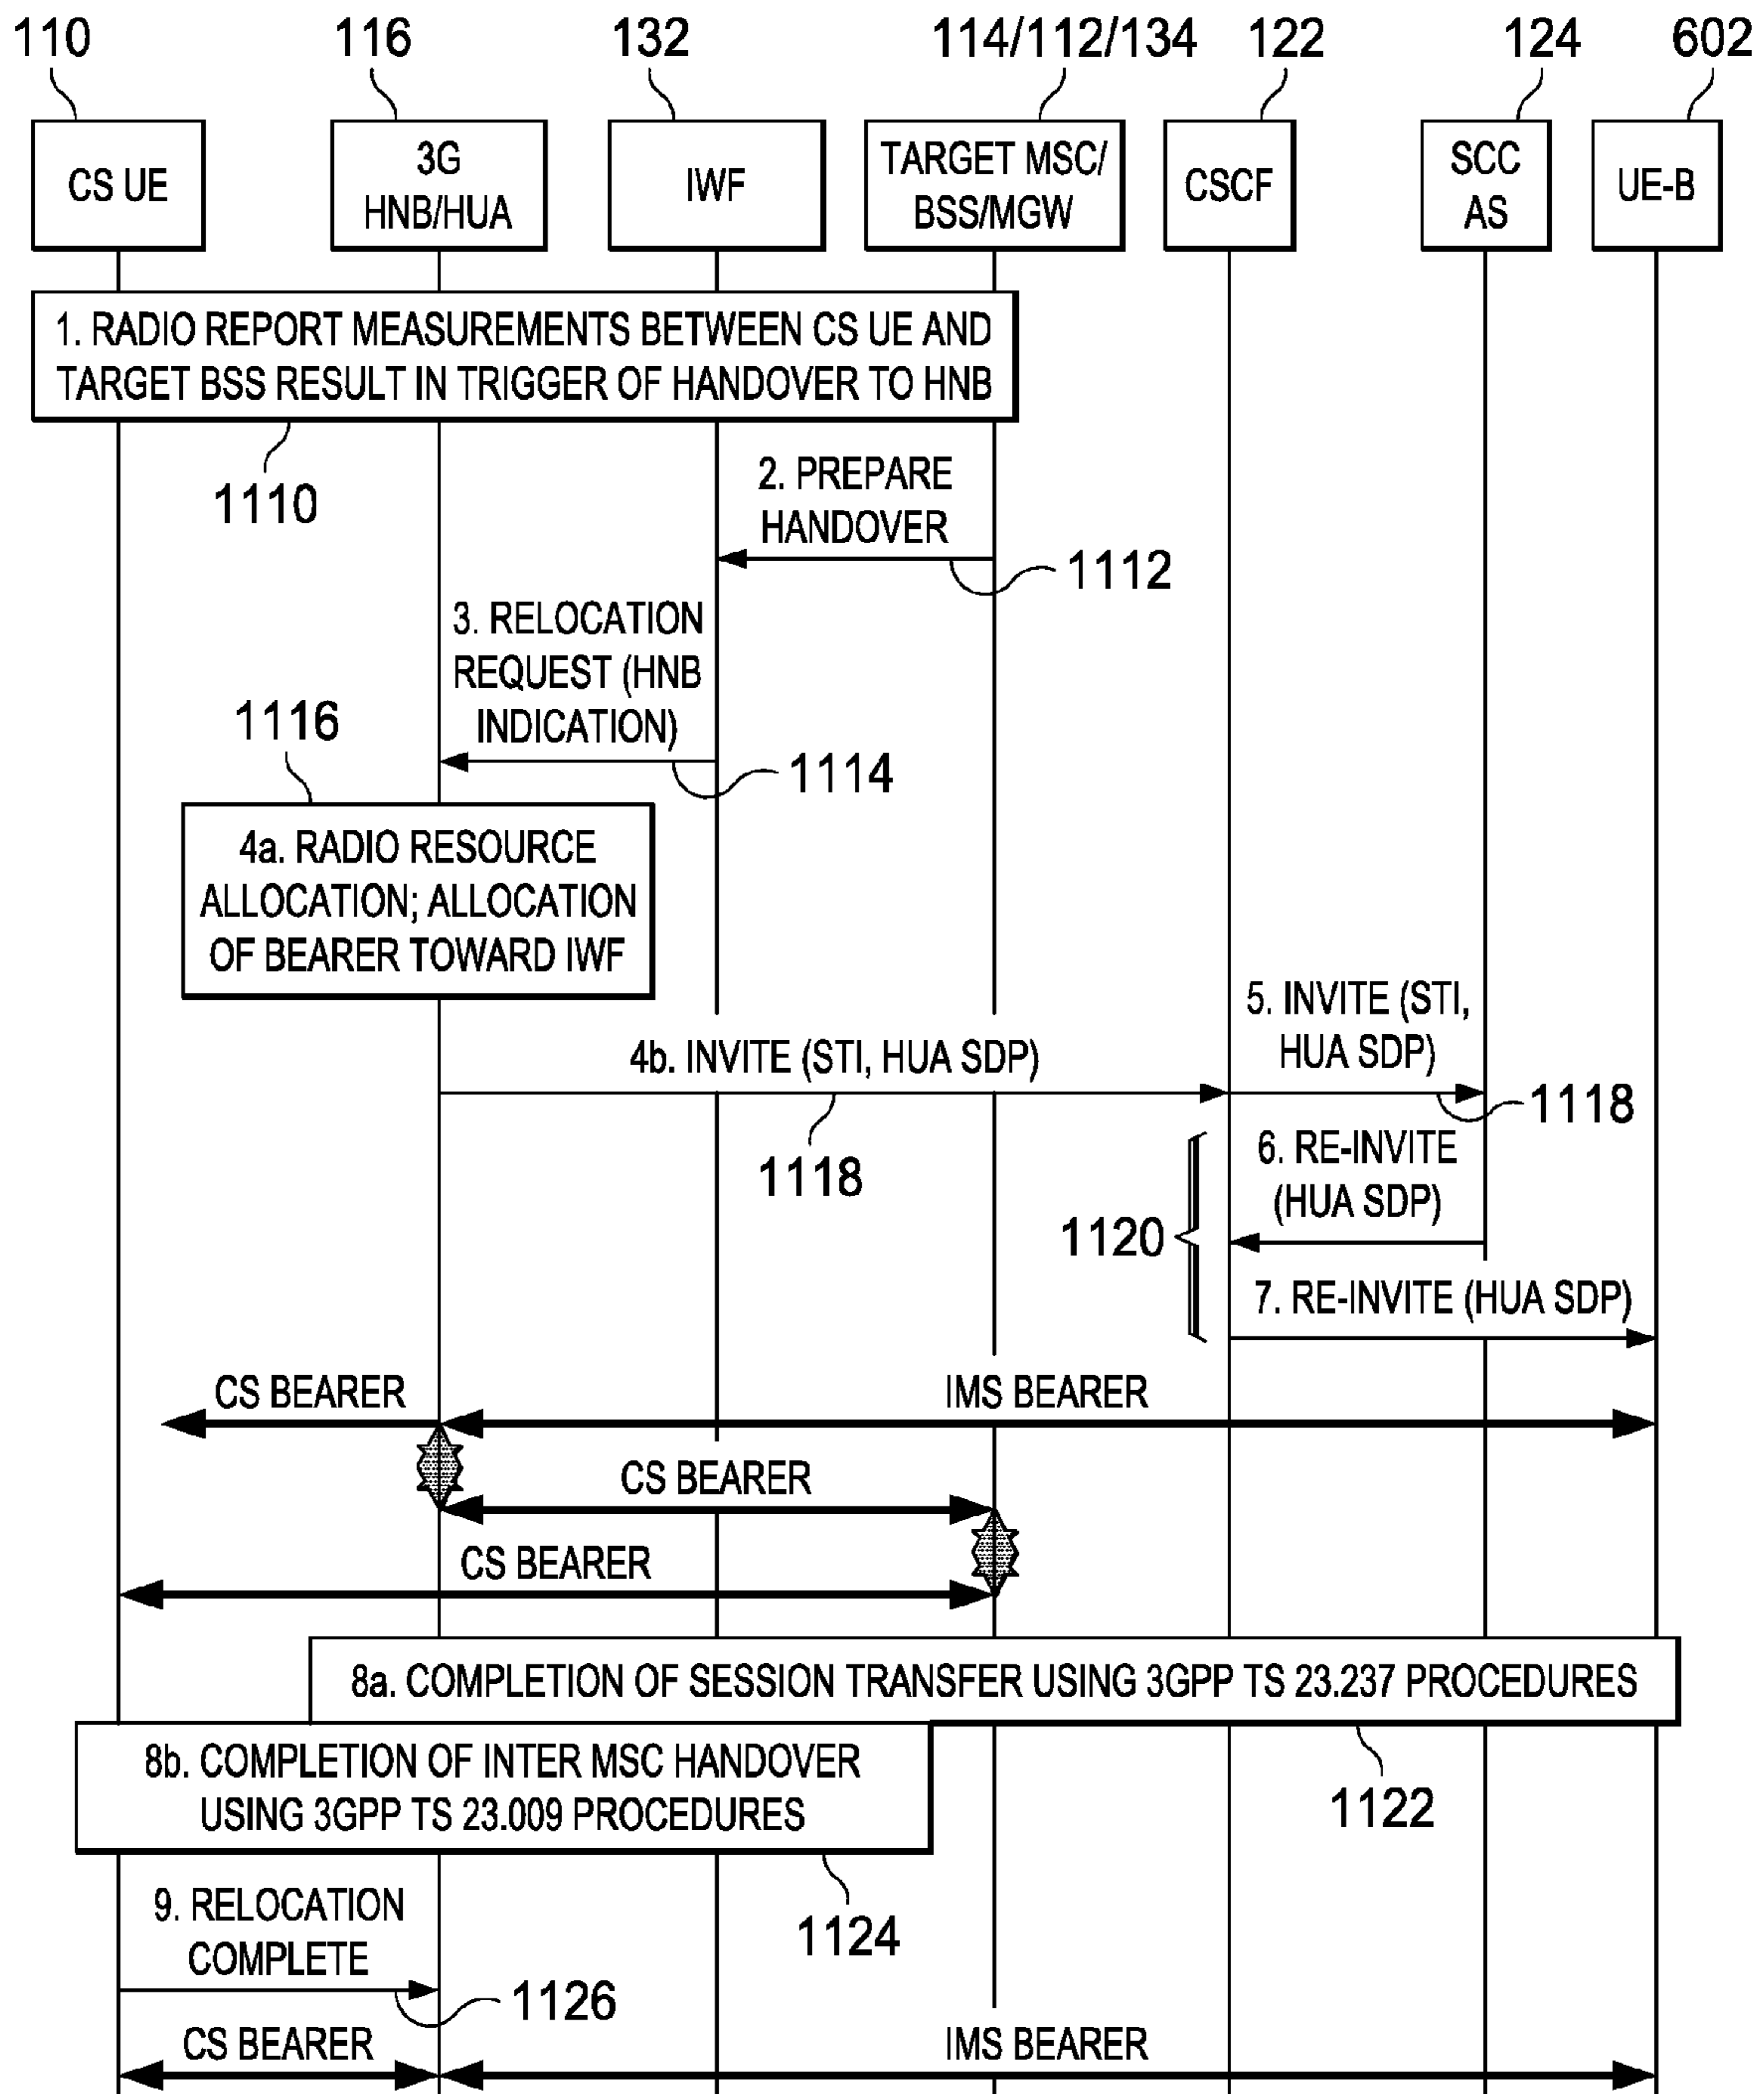 110
116
132
114/112/134
122
124
602
CS UE
3G
HNB/HUA
IWF
TARGET MSC/
BSS/MGW
CSCF
SCC
AS
UE-B
1. RADIO REPORT MEASUREMENTS BETWEEN CS UE AND
TARGET BSS RESULT IN TRIGGER OF HANDOVER TO HNB
1110
2. PREPARE
HANDOVER
1112
3. RELOCATION
REQUEST (HNB
INDICATION)
1114
1116
4a. RADIO RESOURCE
ALLOCATION; ALLOCATION
OF BEARER TOWARD IWF
4b. INVITE (STI, HUA SDP)
1118
5. INVITE (STI,
HUA SDP)
1118
6. RE-INVITE
(HUA SDP)
1120
7. RE-INVITE (HUA SDP)
CS BEARER
IMS BEARER
CS BEARER
CS BEARER
8a. COMPLETION OF SESSION TRANSFER USING 3GPP TS 23.237 PROCEDURES
1122
8b. COMPLETION OF INTER MSC HANDOVER
USING 3GPP TS 23.009 PROCEDURES
1124
9. RELOCATION
COMPLETE
1126
CS BEARER
IMS BEARER